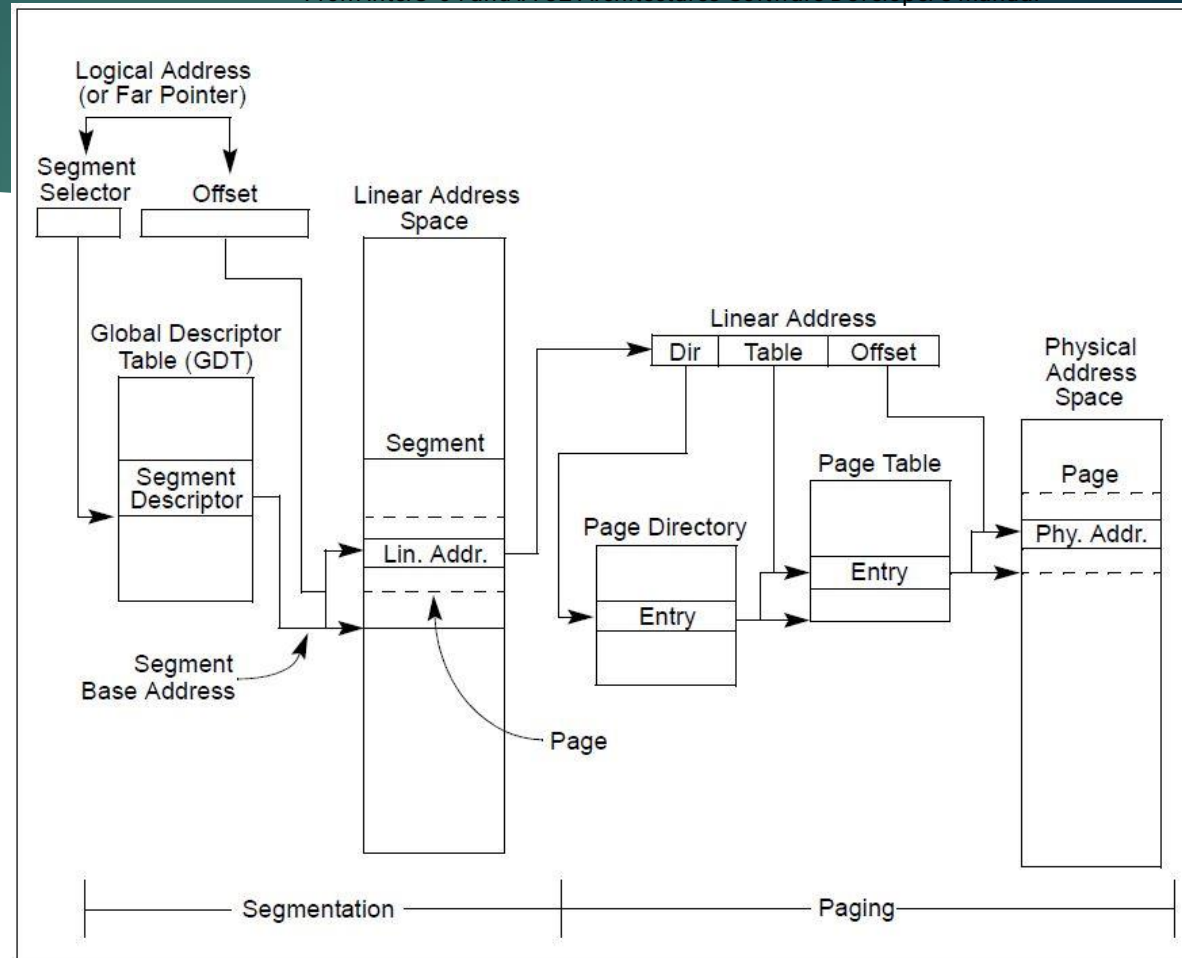 Logical Address
(or Far Pointer)
Segment
Selector
Offset
Linear Address
Space
Global Descriptor
Table (GDT)
Segment
Descriptor
Segment
Lin. Addr.
Segment
Base Address
Page
Linear Address
Dir
Table
Offset
Page Directory
Entry
Page Table
Entry
Physical
Address
Space
Page
Phy. Addr.
Segmentation
Paging